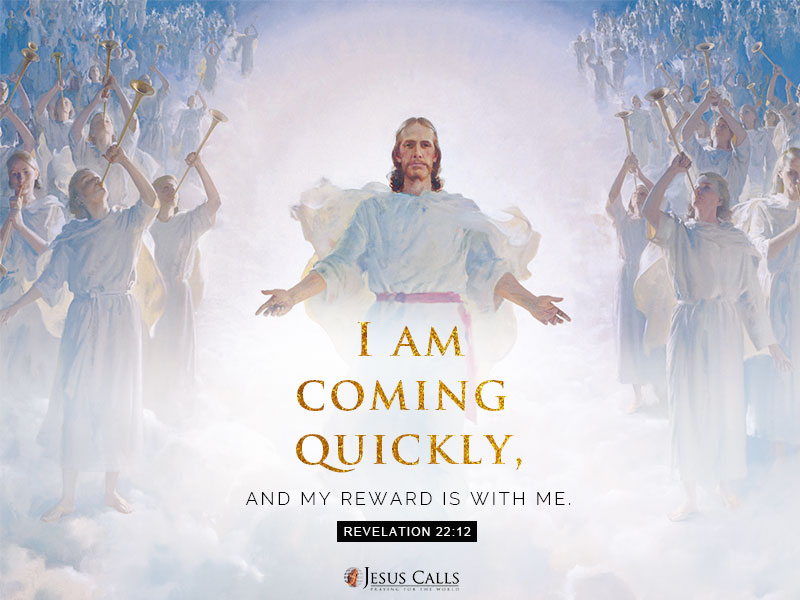 I AM
COMING
QUICKLY,
AND MY REWARD IS WITH ME.
REVELATION 22:12
JESUS CALLS
PRAYING FOR THE WORLD